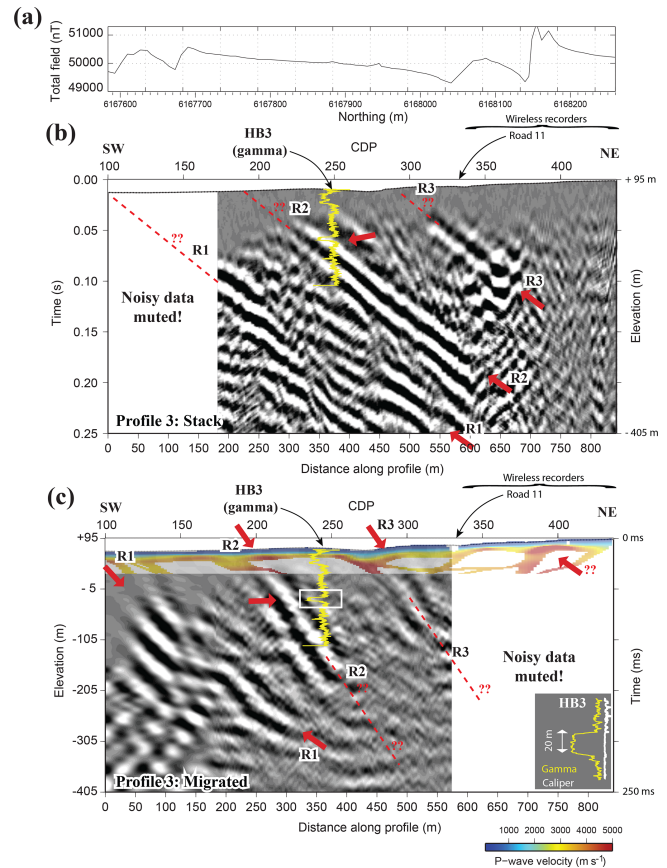 (a)
Total field (nT)
51000
50000
49000
6167600 6167700 6167800 6167900 6168000 6168100 6168200
Northing (m)
(b)
Wireless recorders
Road 11
HB3
(gamma)
CDP
SW
NE
100 150 200 250 300 350 400
0.00
0.05
0.10
0.15
0.20
0.25
Time (s)
+ 95 m
Elevation (m)
- 405 m
R3
??
R2
??
??
R1
R3
Noisy data
muted!
R2
R1
Profile 3: Stack
0 50 100 150 200 250 300 350 400 450 500 550 600 650 700 750 800
Distance along profile (m)
(c)
Wireless recorders
Road 11
HB3
(gamma)
CDP
SW
NE
100 150 200 250 300 350 400
R3
R2
R1
+95
- 5
-105
-205
-305
-405
Elevation (m)
0 ms
Time (ms)
250 ms
??
R3
R2
??
??
??
R1
Noisy data
muted!
HB3
20 m
Gamma
Caliper
Profile 3: Migrated
0 50 100 150 200 250 300 350 400 450 500 550 600 650 700 750 800
Distance along profile (m)
1000 2000 3000 4000 5000
P−wave velocity (m s⁻¹)